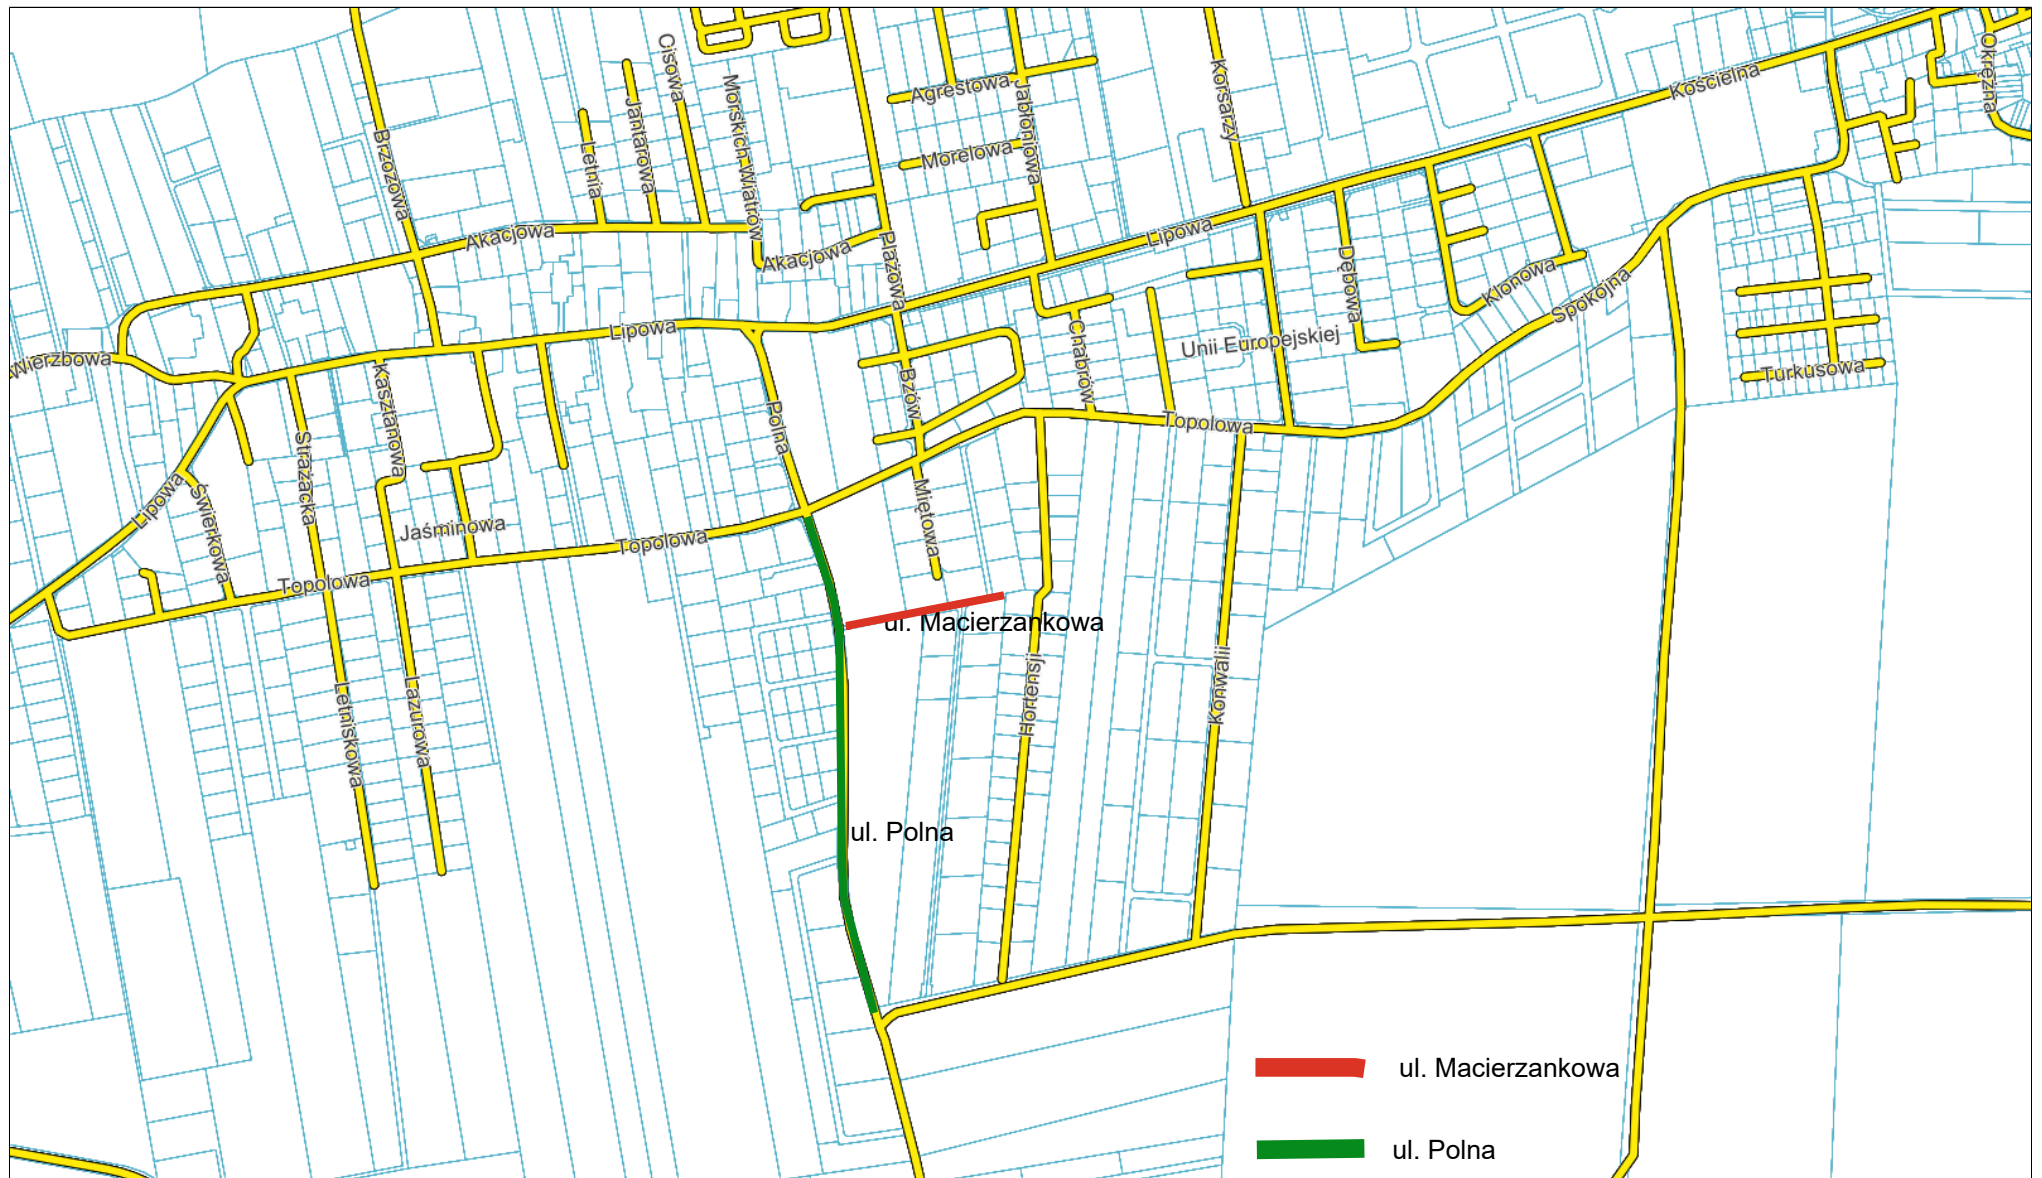 Cisowa
Okrężna
Korsarzy
Kościelna
Agrestowa
Jabłoniowa
Jantarowa
Morskich Wiatrów
Letnia
Brzozowa
Morelowa
Akacjowa
Akacjowa
Plażowa
Lipowa
Dębowa
Klonowa
Spokojna
Lipowa
Chabrów
Unii Europejskiej
Wierzbowa
Turkusowa
Kasztanowa
Bzów
Polna
Topolowa
Strażacka
Lipowa
Świerkowa
Jaśminowa
Miętowa
Topolowa
Topolowa
ul. Macierzankowa
Hortensji
Konwalii
Letniskowa
Lazurowa
ul. Polna
ul. Macierzankowa
ul. Polna